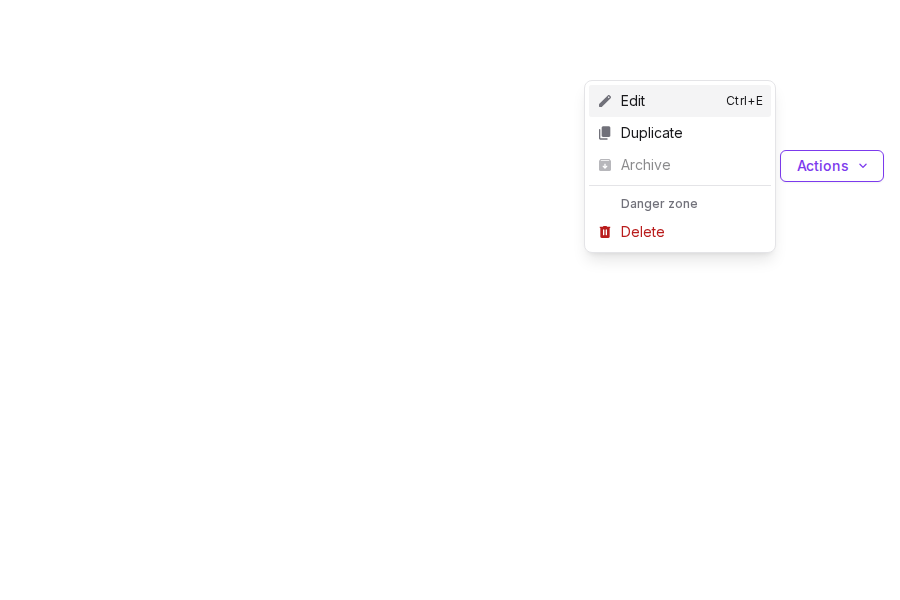 Edit Ctrl+E
Duplicate
Archive
Actions
Danger zone
Delete